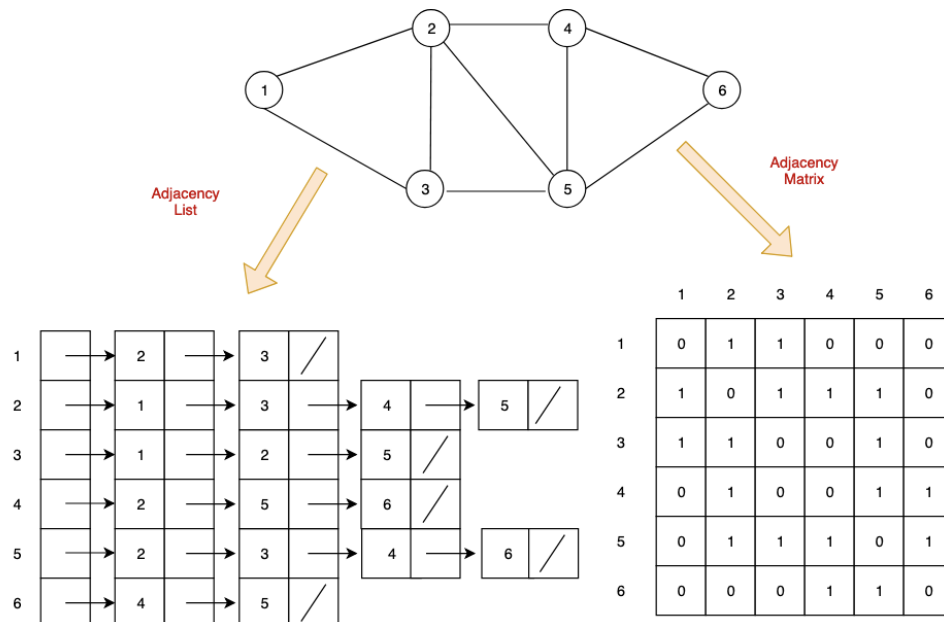 2
4
1
6
3
5
Adjacency
List
Adjacency
Matrix
1 2 3
2 1 3 4 5
3 1 2 5
4 2 5 6
5 2 3 4 6
6 4 5
1 2 3 4 5 6
1 0 1 1 0 0 0
2 1 0 1 1 1 0
3 1 1 0 0 1 0
4 0 1 0 0 1 1
5 0 1 1 1 0 1
6 0 0 0 1 1 0